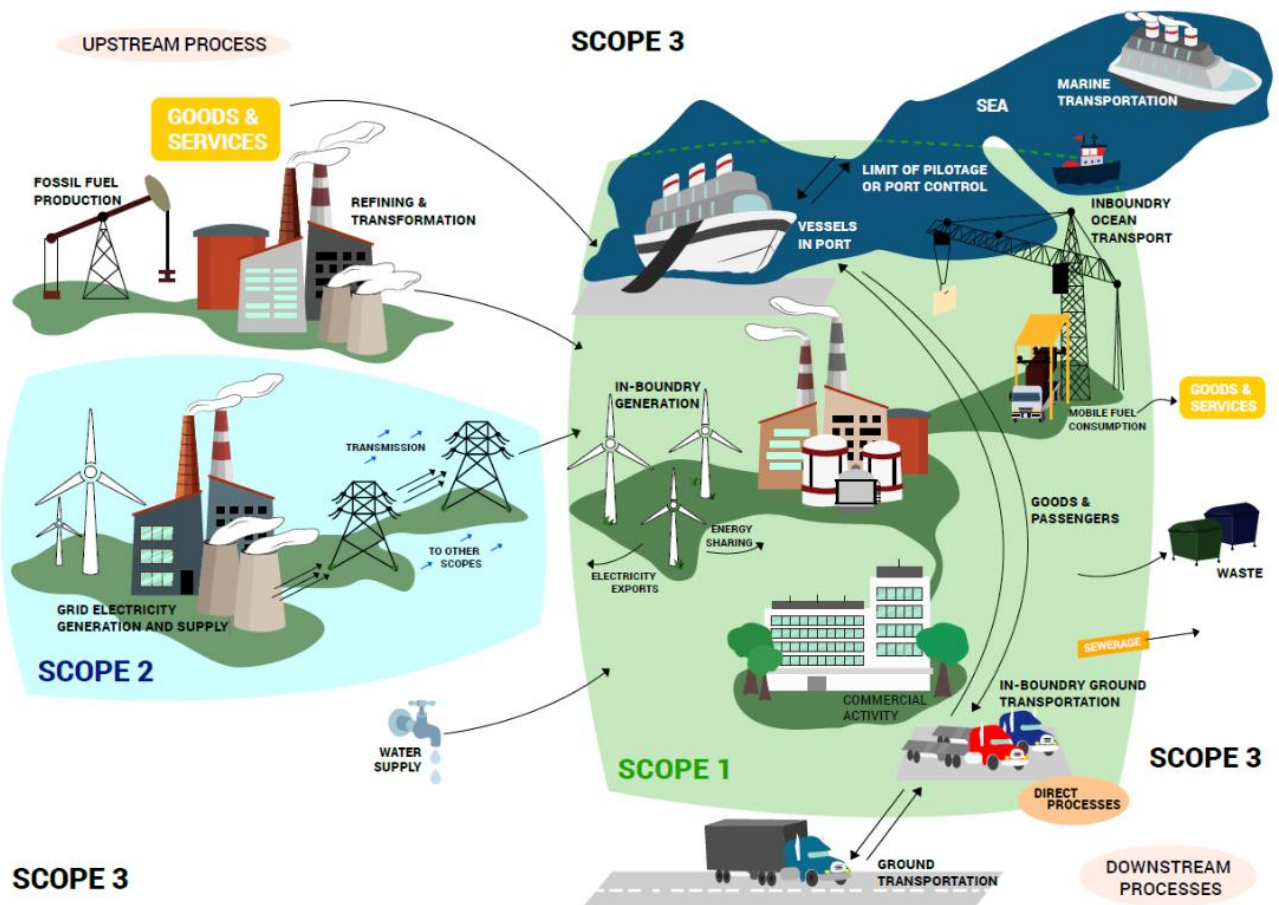 UPSTREAM PROCESS
SCOPE 3
GOODS &
SERVICES
FOSSIL FUEL
PRODUCTION
REFINING &
TRANSFORMATION
SEA
MARINE
TRANSPORTATION
LIMIT OF PILOTAGE
OR PORT CONTROL
VESSELS
IN PORT
INBOUNDRY
OCEAN
TRANSPORT
IN-BOUNDRY
GENERATION
MOBILE FUEL
CONSUMPTION
GOODS &
SERVICES
TRANSMISSION
TO OTHER
SCOPES
GRID ELECTRICITY
GENERATION AND SUPPLY
SCOPE 2
ENERGY
SHARING
ELECTRICITY
EXPORTS
GOODS &
PASSENGERS
WASTE
SEWERAGE
COMMERCIAL
ACTIVITY
IN-BOUNDRY GROUND
TRANSPORTATION
WATER
SUPPLY
SCOPE 1
SCOPE 3
DIRECT
PROCESSES
GROUND
TRANSPORTATION
SCOPE 3
DOWNSTREAM
PROCESSES